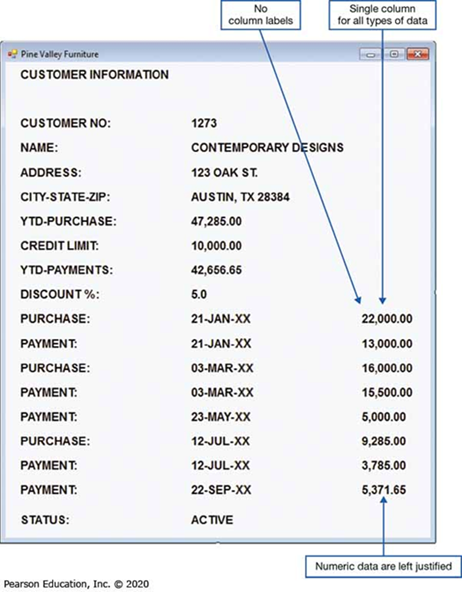 No
column labels
Single column
for all types of data
Pine Valley Furniture
CUSTOMER INFORMATION
CUSTOMER NO: 1273
NAME: CONTEMPORARY DESIGNS
ADDRESS: 123 OAK ST.
CITY-STATE-ZIP: AUSTIN, TX 28384
YTD-PURCHASE: 47,285.00
CREDIT LIMIT: 10,000.00
YTD-PAYMENTS: 42,656.65
DISCOUNT %: 5.0
PURCHASE: 21-JAN-XX 22,000.00
PAYMENT: 21-JAN-XX 13,000.00
PURCHASE: 03-MAR-XX 16,000.00
PAYMENT: 03-MAR-XX 15,500.00
PAYMENT: 23-MAY-XX 5,000.00
PURCHASE: 12-JUL-XX 9,285.00
PAYMENT: 12-JUL-XX 3,785.00
PAYMENT: 22-SEP-XX 5,371.65
STATUS: ACTIVE
Numeric data are left justified
Pearson Education, Inc. © 2020